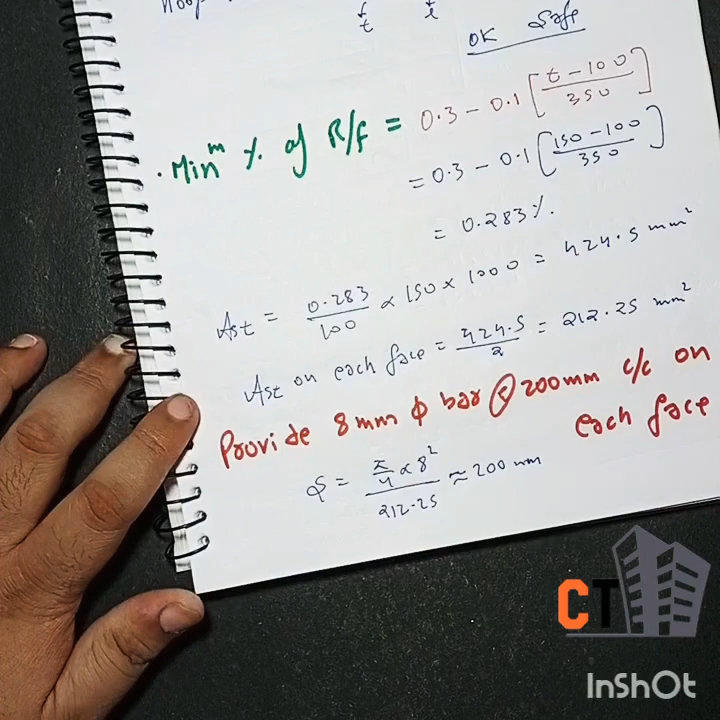 Hoop
t t
OK Safe
Min^m % of R/f = 0.3 - 0.1 [t - 100 / 350]
= 0.3 - 0.1 [150 - 100 / 350]
= 0.283%.
Ast = 0.283 / 100 × 150 × 1000 = 424.5 mm²
Ast on each face = 424.5 / 2 = 212.25 mm²
Provide 8mm ϕ bar @ 200mm c/c on each face
S = π/4 × 8² / 212.25 ≈ 200 mm
CT
InShOt